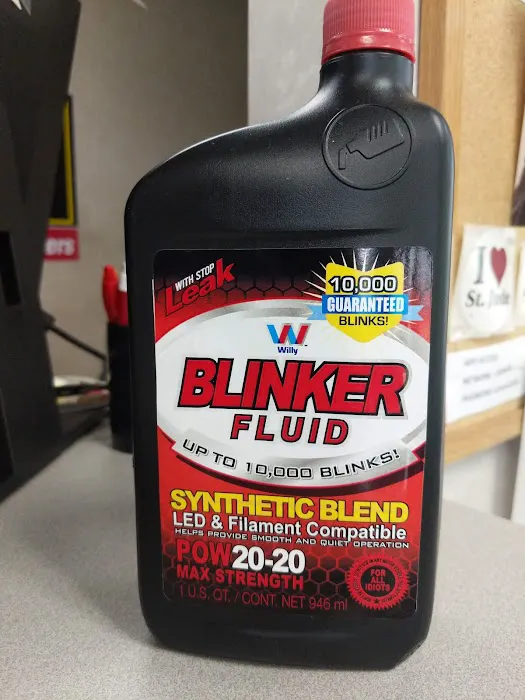 WITH STOP
Leak
10,000
GUARANTEED
BLINKS!
Willy
BLINKER
FLUID
UP TO 10,000 BLINKS!
SYNTHETIC BLEND
LED & Filament Compatible
HELPS PROVIDE SMOOTH AND QUIET OPERATION
POW20-20
MAX STRENGTH
1 U.S. QT. / CONT. NET 946 ml
FOR
ALL
IDIOTS
ers
I
St. Jude